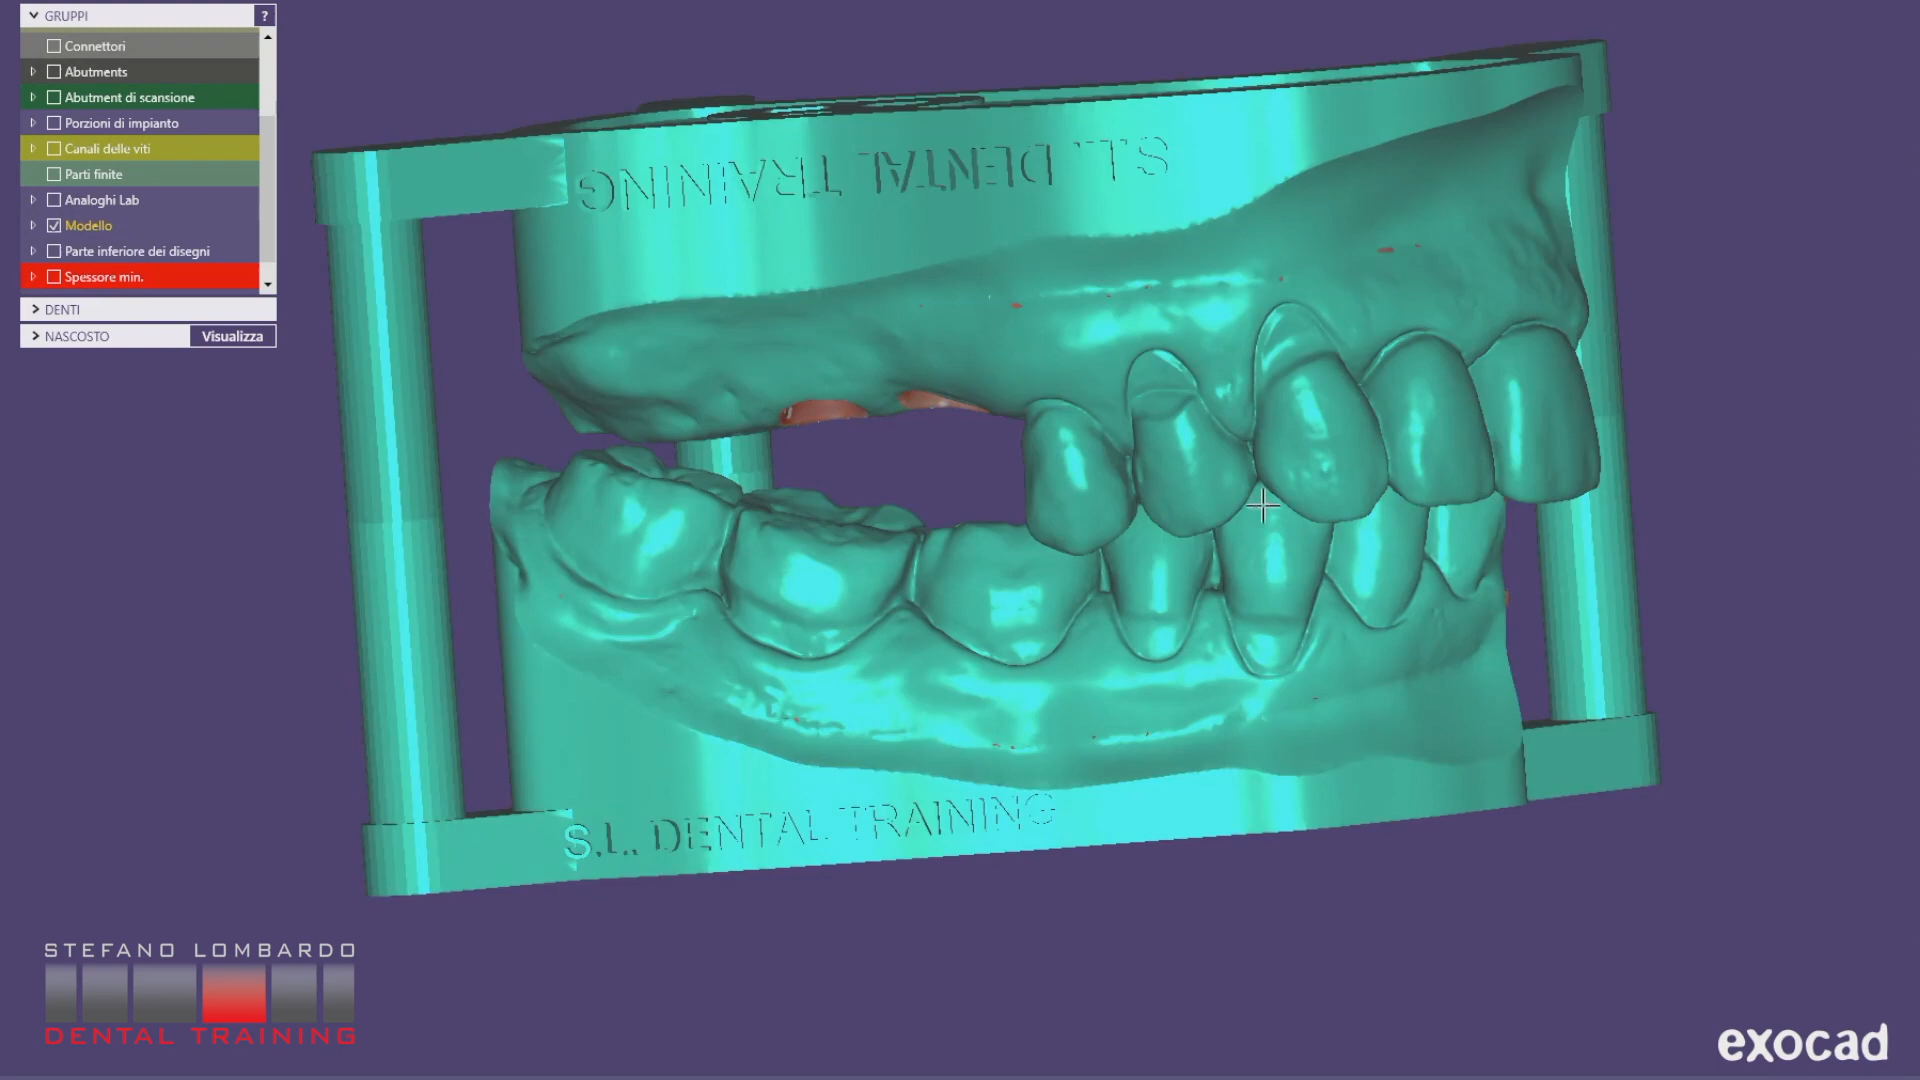 GRUPPI
?
Connettori
Abutments
Abutment di scansione
Porzioni di impianto
Canali delle viti
Parti finite
Analoghi Lab
Modello
Parte inferiore dei disegni
Spessore min.
DENTI
NASCOSTO
Visualizza
S.L. DENTAL TRAINING
S.L. DENTAL TRAINING
STEFANO LOMBARDO
DENTAL TRAINING
exocad